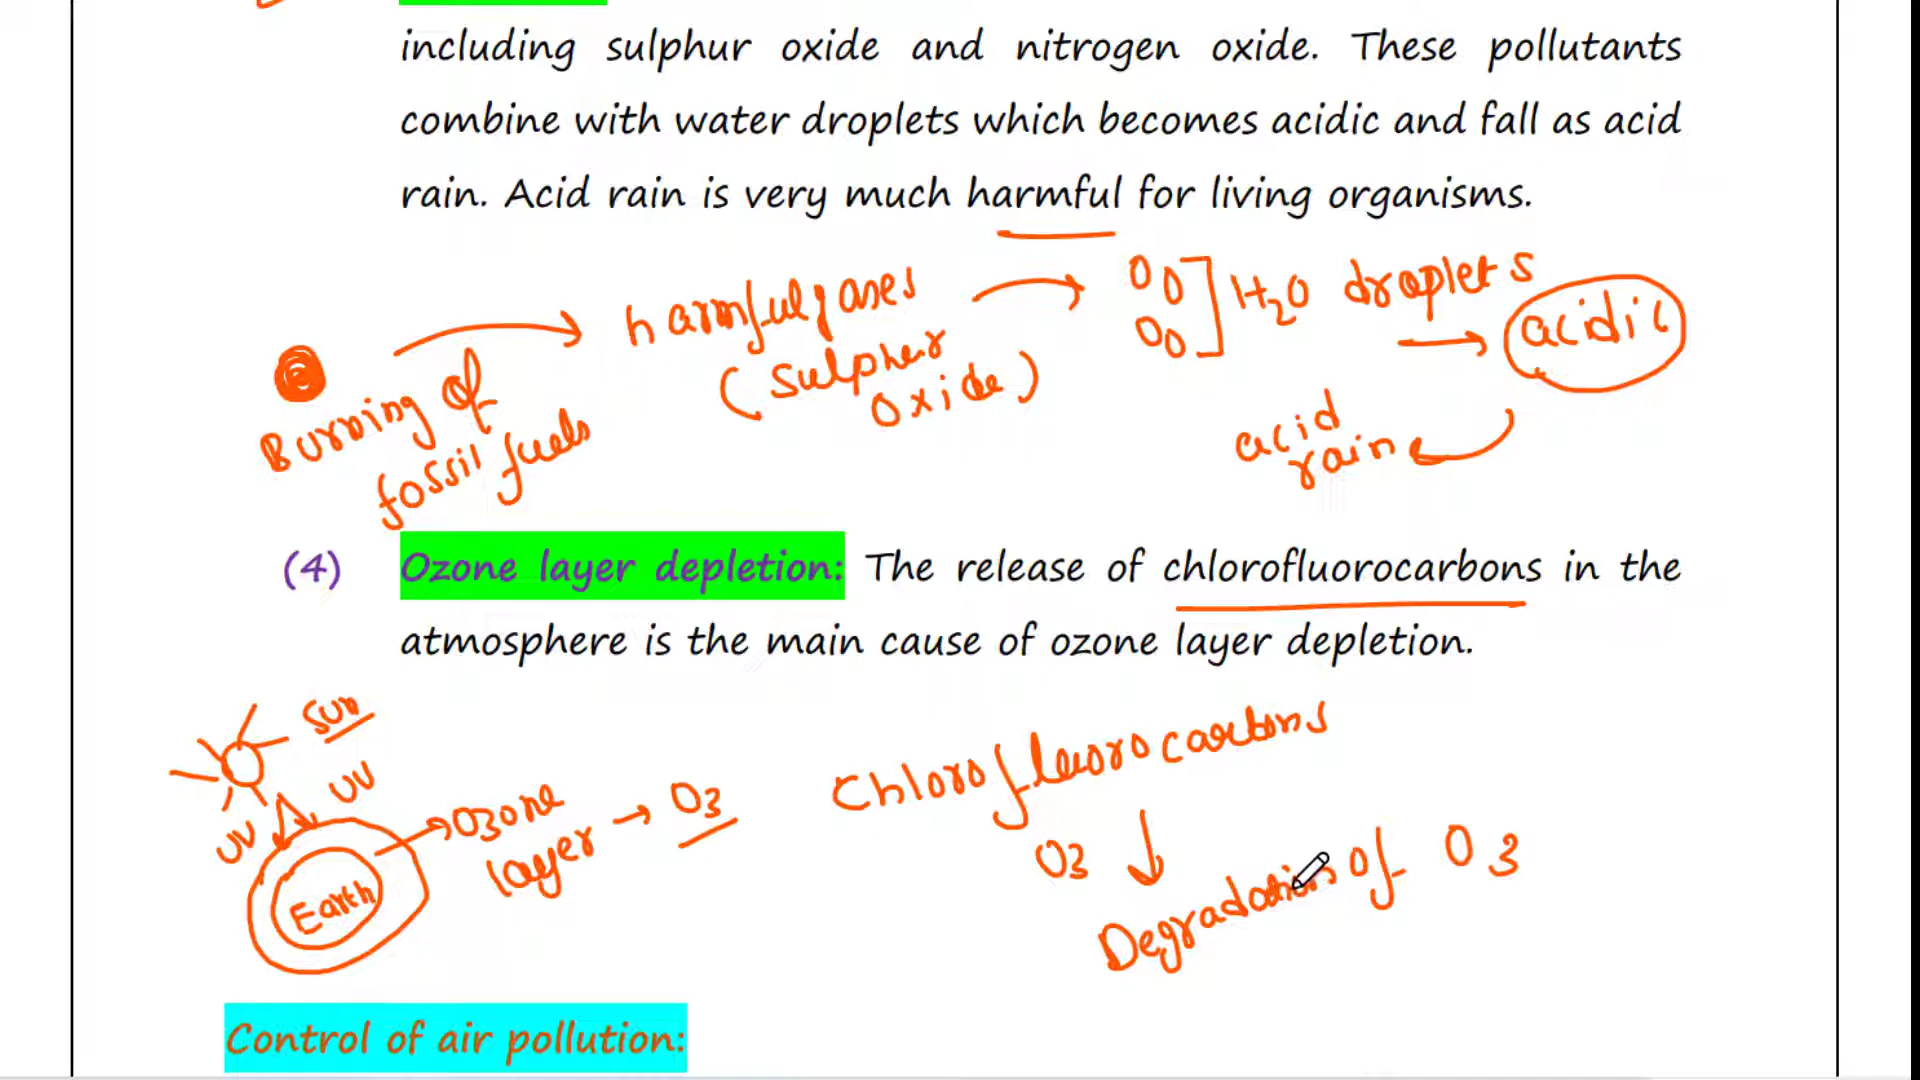 including sulphur oxide and nitrogen oxide. These pollutants
combine with water droplets which becomes acidic and fall as acid
rain. Acid rain is very much harmful for living organisms.
Burning of
fossil fuels
harmful gases
(sulpher
oxide)
H2O droplets
acidic
acid
rain
(4) Ozone layer depletion: The release of chlorofluorocarbons in the
atmosphere is the main cause of ozone layer depletion.
Sun
UV
UV
Earth
Ozone
layer → O3
Chlorofluorocarbons
O3
Degradation of O3
Control of air pollution: